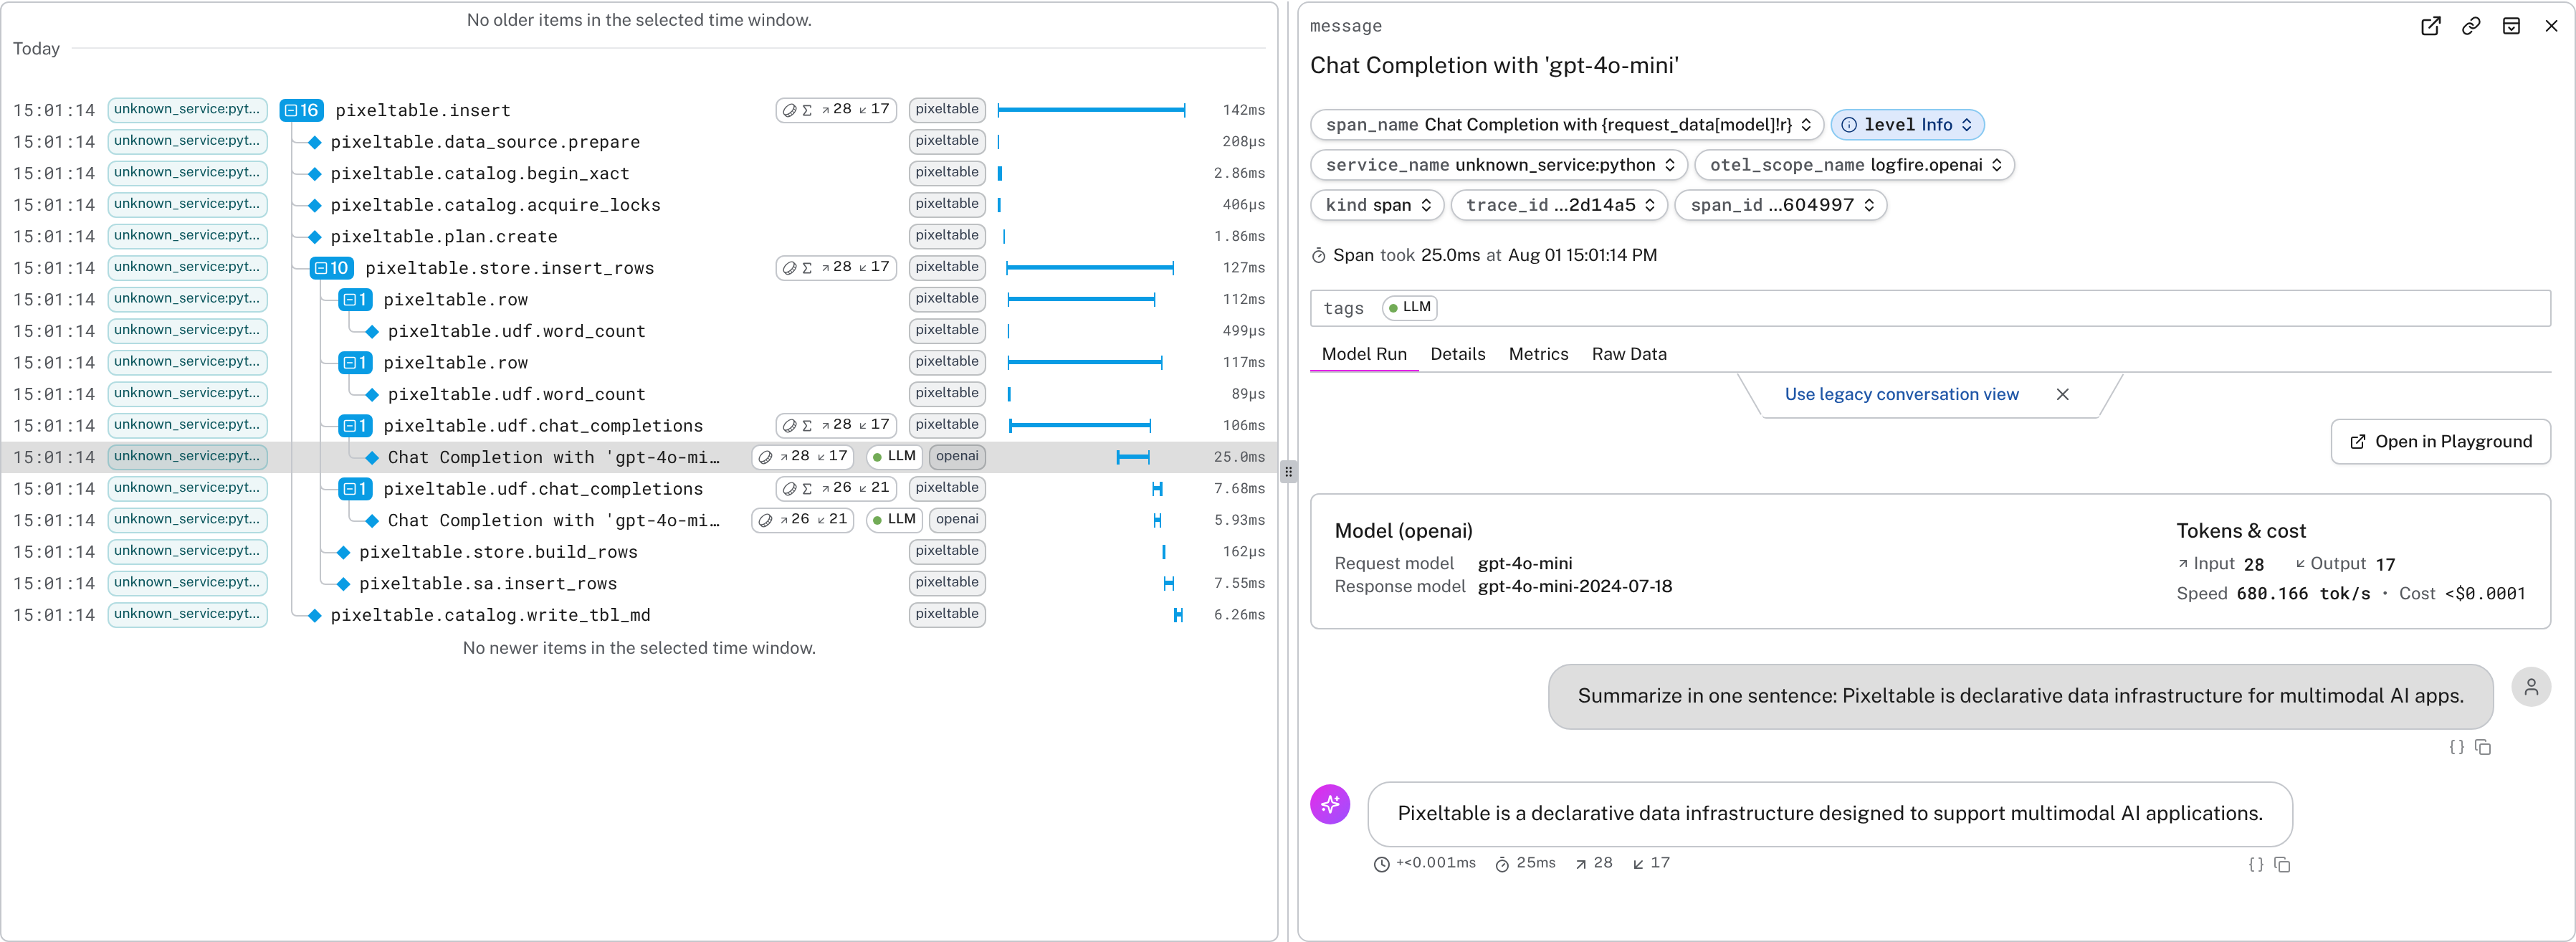 No older items in the selected time window.
Today
15:01:14 unknown_service:pyt... 16 pixeltable.insert Σ 28 17 pixeltable 142ms
15:01:14 unknown_service:pyt... pixeltable.data_source.prepare pixeltable 208µs
15:01:14 unknown_service:pyt... pixeltable.catalog.begin_xact pixeltable 2.86ms
15:01:14 unknown_service:pyt... pixeltable.catalog.acquire_locks pixeltable 406µs
15:01:14 unknown_service:pyt... pixeltable.plan.create pixeltable 1.86ms
15:01:14 unknown_service:pyt... 10 pixeltable.store.insert_rows Σ 28 17 pixeltable 127ms
15:01:14 unknown_service:pyt... 1 pixeltable.row pixeltable 112ms
15:01:14 unknown_service:pyt... pixeltable.udf.word_count pixeltable 499µs
15:01:14 unknown_service:pyt... 1 pixeltable.row pixeltable 117ms
15:01:14 unknown_service:pyt... pixeltable.udf.word_count pixeltable 89µs
15:01:14 unknown_service:pyt... 1 pixeltable.udf.chat_completions Σ 28 17 pixeltable 106ms
15:01:14 unknown_service:pyt... Chat Completion with 'gpt-4o-mi... 28 17 LLM openai 25.0ms
15:01:14 unknown_service:pyt... 1 pixeltable.udf.chat_completions Σ 26 21 pixeltable 7.68ms
15:01:14 unknown_service:pyt... Chat Completion with 'gpt-4o-mi... 26 21 LLM openai 5.93ms
15:01:14 unknown_service:pyt... pixeltable.store.build_rows pixeltable 162µs
15:01:14 unknown_service:pyt... pixeltable.sa.insert_rows pixeltable 7.55ms
15:01:14 unknown_service:pyt... pixeltable.catalog.write_tbl_md pixeltable 6.26ms
No newer items in the selected time window.
message
Chat Completion with 'gpt-4o-mini'
span_name Chat Completion with {request_data[model]!r} level Info
service_name unknown_service:python otel_scope_name logfire.openai
kind span trace_id ...2d14a5 span_id ...604997
Span took 25.0ms at Aug 01 15:01:14 PM
tags LLM
Model Run Details Metrics Raw Data
Use legacy conversation view
Open in Playground
Model (openai)
Request model gpt-4o-mini
Response model gpt-4o-mini-2024-07-18
Tokens & cost
Input 28 Output 17
Speed 680.166 tok/s • Cost <$0.0001
Summarize in one sentence: Pixeltable is declarative data infrastructure for multimodal AI apps.
{}
Pixeltable is a declarative data infrastructure designed to support multimodal AI applications.
+<0.001ms 25ms 28 17 {}